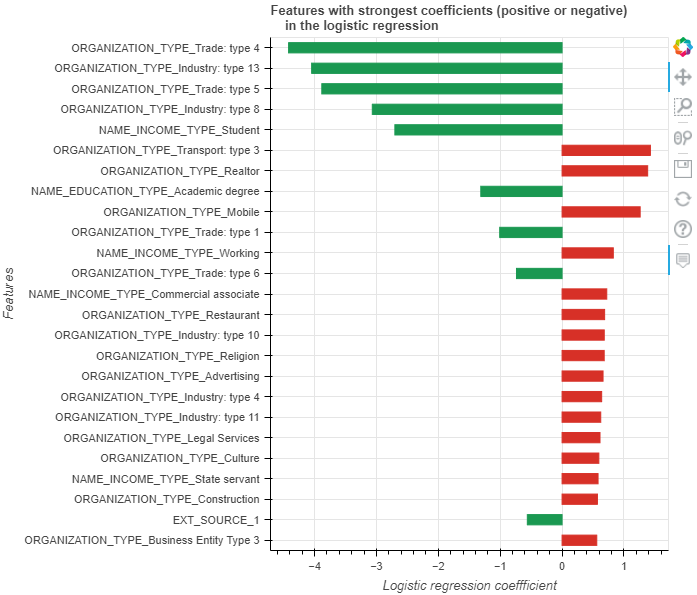 Features with strongest coefficients (positive or negative)
in the logistic regression
ORGANIZATION_TYPE_Trade: type 4
ORGANIZATION_TYPE_Industry: type 13
ORGANIZATION_TYPE_Trade: type 5
ORGANIZATION_TYPE_Industry: type 8
NAME_INCOME_TYPE_Student
ORGANIZATION_TYPE_Transport: type 3
ORGANIZATION_TYPE_Realtor
NAME_EDUCATION_TYPE_Academic degree
ORGANIZATION_TYPE_Mobile
ORGANIZATION_TYPE_Trade: type 1
NAME_INCOME_TYPE_Working
ORGANIZATION_TYPE_Trade: type 6
NAME_INCOME_TYPE_Commercial associate
ORGANIZATION_TYPE_Restaurant
ORGANIZATION_TYPE_Industry: type 10
ORGANIZATION_TYPE_Religion
ORGANIZATION_TYPE_Advertising
ORGANIZATION_TYPE_Industry: type 4
ORGANIZATION_TYPE_Industry: type 11
ORGANIZATION_TYPE_Legal Services
ORGANIZATION_TYPE_Culture
NAME_INCOME_TYPE_State servant
ORGANIZATION_TYPE_Construction
EXT_SOURCE_1
ORGANIZATION_TYPE_Business Entity Type 3
Features
−4 −3 −2 −1 0 1
Logistic regression coeffficient